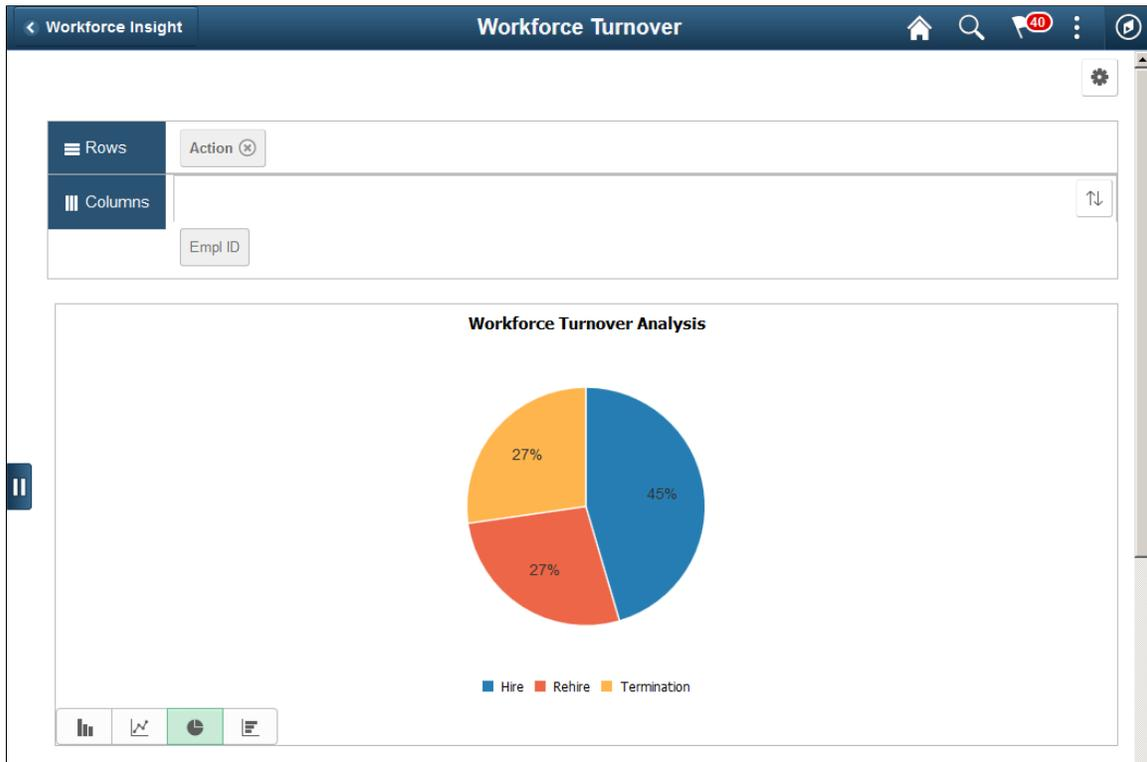 Workforce Insight Workforce Turnover 40
Rows Action
Columns
Empl ID
Workforce Turnover Analysis
27% 45%
27%
Hire Rehire Termination